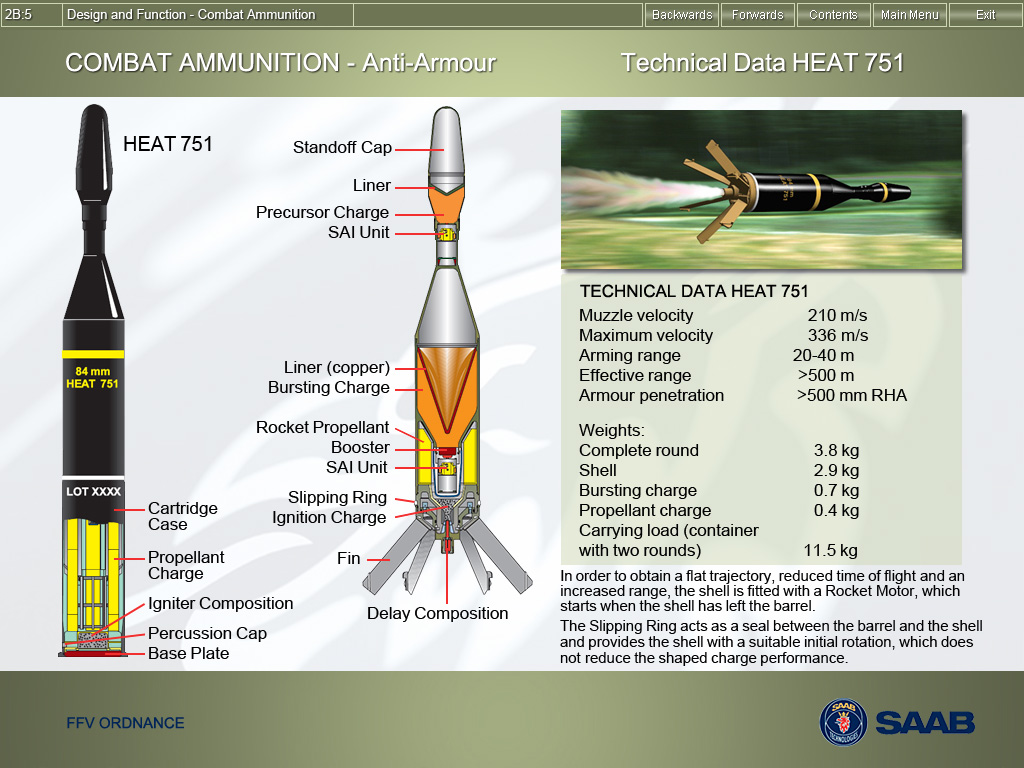 2B:5
Design and Function - Combat Ammunition
Backwards
Forwards
Contents
Main Menu
Exit
COMBAT AMMUNITION - Anti-Armour
Technical Data HEAT 751
HEAT 751
84 mm
HEAT 751
LOT XXXX
Cartridge
Case
Propellant
Charge
Igniter Composition
Percussion Cap
Base Plate
Standoff Cap
Liner
Precursor Charge
SAI Unit
Liner (copper)
Bursting Charge
Rocket Propellant
Booster
SAI Unit
Slipping Ring
Ignition Charge
Fin
Delay Composition
TECHNICAL DATA HEAT 751
Muzzle velocity 210 m/s
Maximum velocity 336 m/s
Arming range 20-40 m
Effective range >500 m
Armour penetration >500 mm RHA
Weights:
Complete round 3.8 kg
Shell 2.9 kg
Bursting charge 0.7 kg
Propellant charge 0.4 kg
Carrying load (container
with two rounds) 11.5 kg
In order to obtain a flat trajectory, reduced time of flight and an
increased range, the shell is fitted with a Rocket Motor, which
starts when the shell has left the barrel.
The Slipping Ring acts as a seal between the barrel and the shell
and provides the shell with a suitable initial rotation, which does
not reduce the shaped charge performance.
FFV ORDNANCE
SAAB
TECHNOLOGIES
SAAB